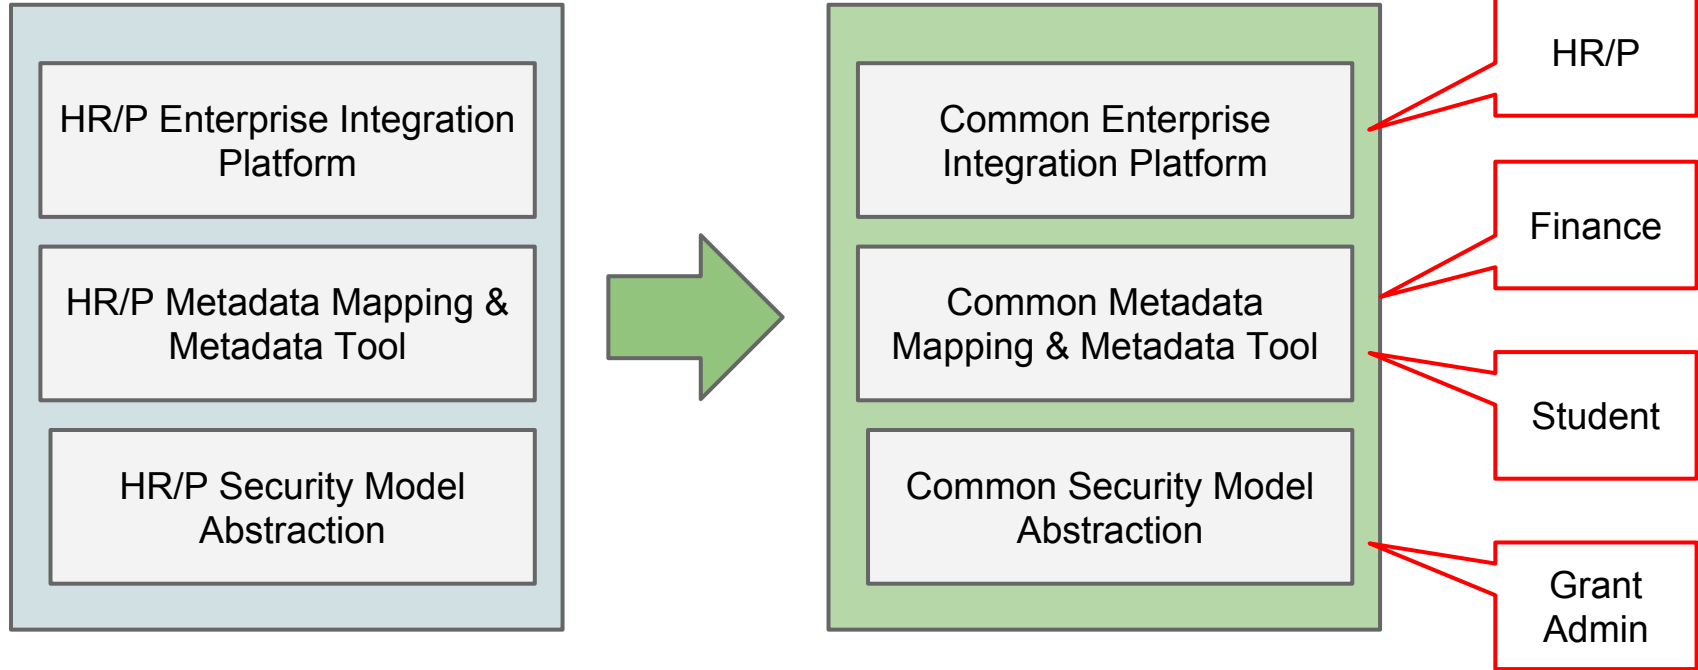 HR/P Enterprise Integration
Platform
HR/P Metadata Mapping &
Metadata Tool
HR/P Security Model
Abstraction
Common Enterprise
Integration Platform
Common Metadata
Mapping & Metadata Tool
Common Security Model
Abstraction
HR/P
Finance
Student
Grant
Admin